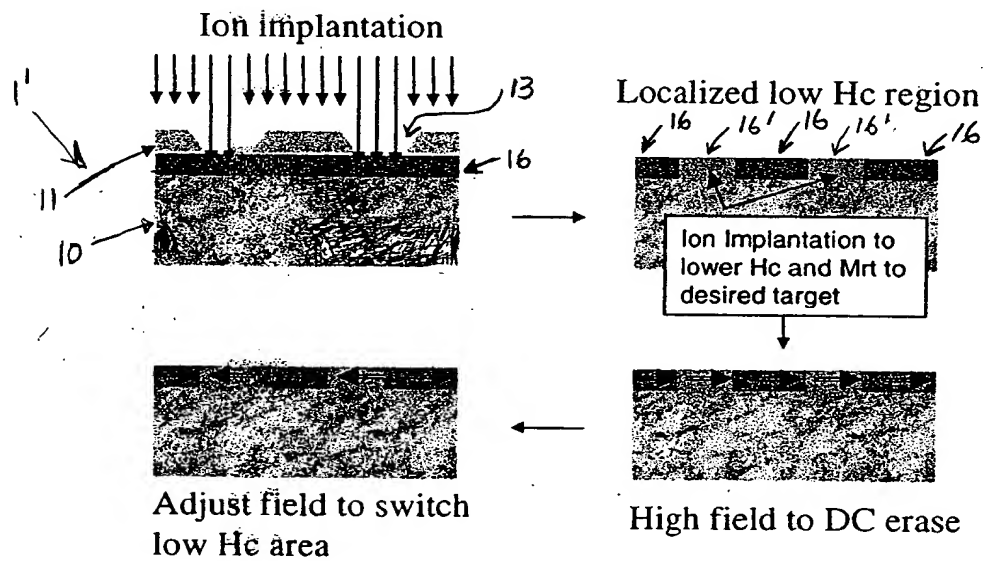 Ion implantation
1'
13
11
16
10
Localized low Hc region
16 16' 16 16' 16
Ion Implantation to
lower Hc and Mrt to
desired target
Adjust field to switch
low Hc area
High field to DC erase